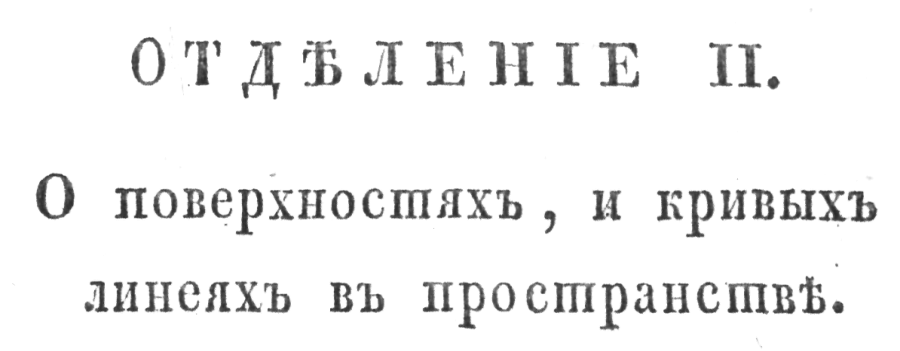 ОТДѢЛЕНІЕ II.
О поверхностяхъ, и кривыхъ
линеяхъ въ пространствѣ.